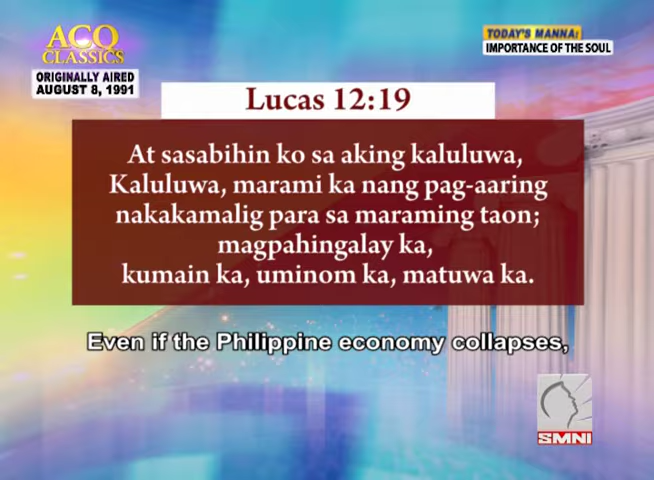 ACQ
CLASSICS
ORIGINALLY AIRED
AUGUST 8, 1991
TODAY'S MANNA:
IMPORTANCE OF THE SOUL
Lucas 12:19
At sasabihin ko sa aking kaluluwa,
Kaluluwa, marami ka nang pag-aaring
nakakamalig para sa maraming taon;
magpahingalay ka,
kumain ka, uminom ka, matuwa ka.
Even if the Philippine economy collapses,
SMNI